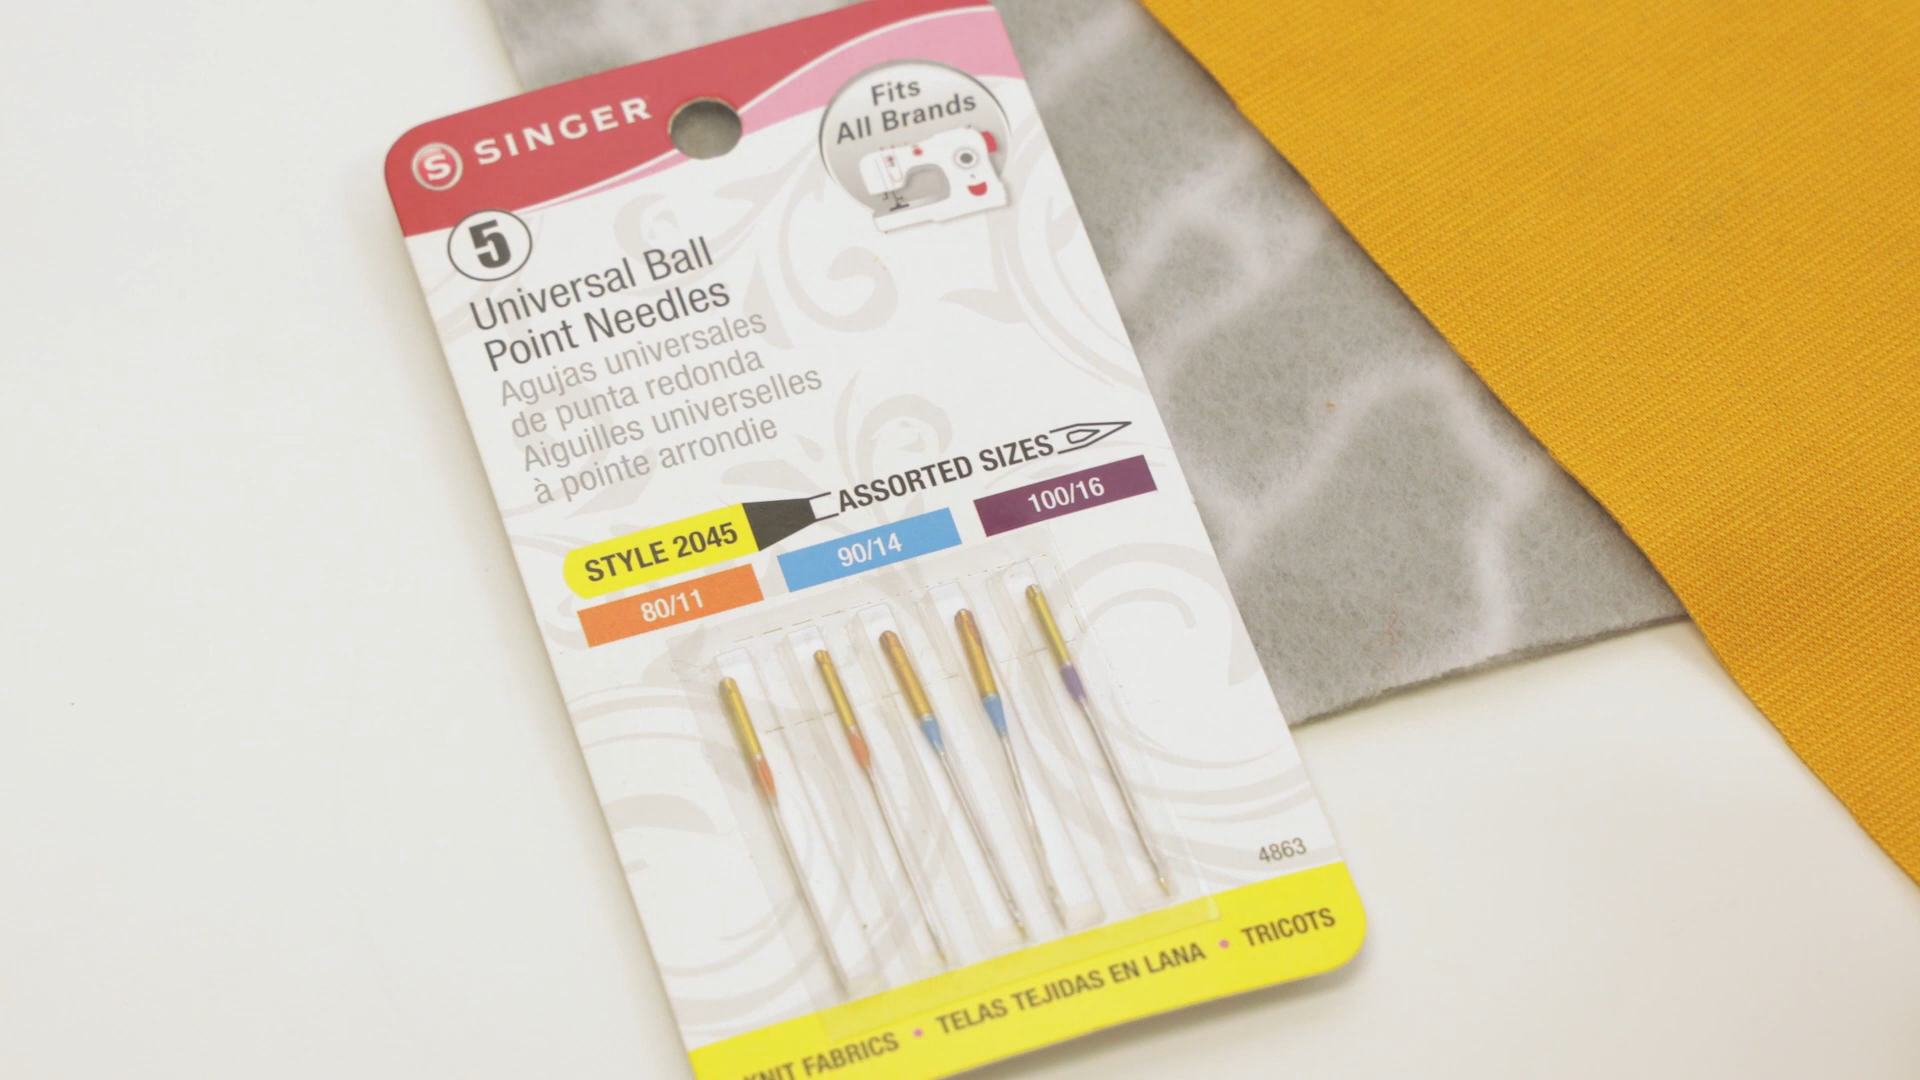 S SINGER
Fits
All Brands
5
Universal Ball
Point Needles
Agujas universales
de punta redonda
Aiguilles universelles
à pointe arrondie
STYLE 2045 ASSORTED SIZES
80/11 90/14 100/16
4863
KNIT FABRICS • TELAS TEJIDAS EN LANA • TRICOTS